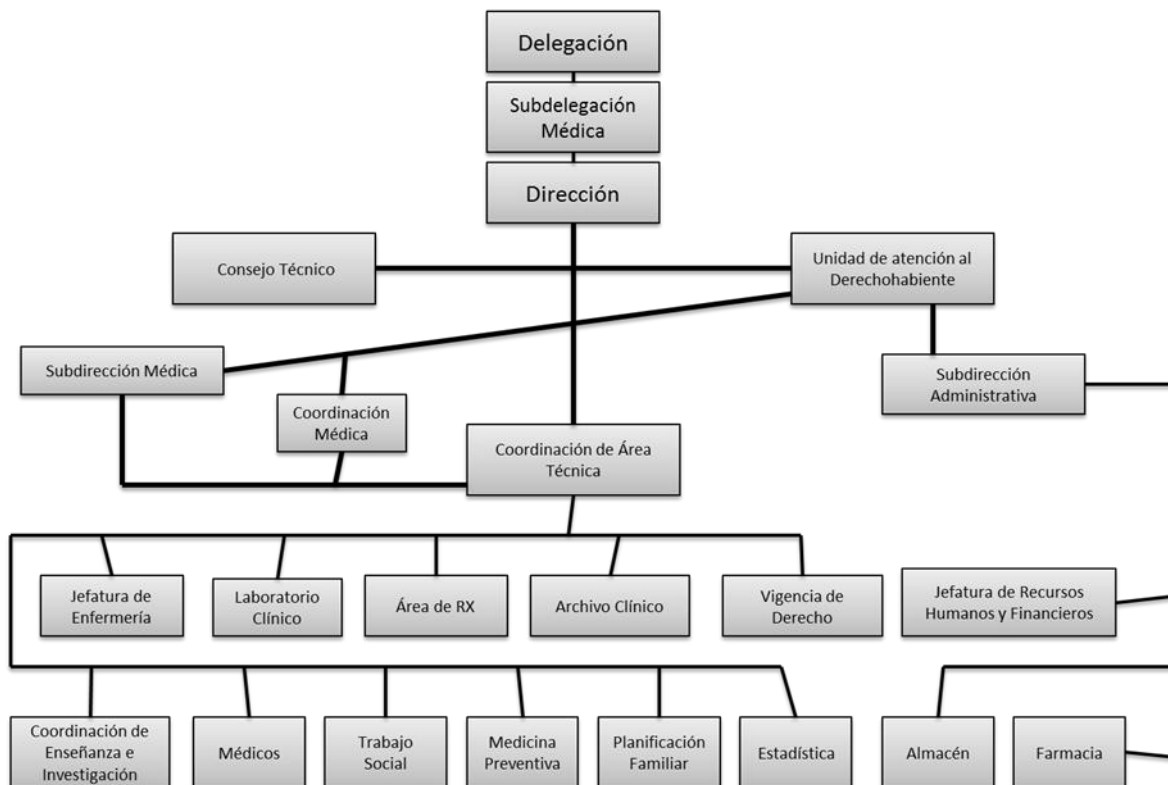 Delegación
Subdelegación
Médica
Dirección
Consejo Técnico
Unidad de atención al
Derechohabiente
Subdirección Médica
Subdirección
Administrativa
Coordinación
Médica
Coordinación de Área
Técnica
Jefatura de
Enfermería
Laboratorio
Clínico
Área de RX
Archivo Clínico
Vigencia de
Derecho
Jefatura de Recursos
Humanos y Financieros
Coordinación de
Enseñanza e
Investigación
Médicos
Trabajo
Social
Medicina
Preventiva
Planificación
Familiar
Estadística
Almacén
Farmacia